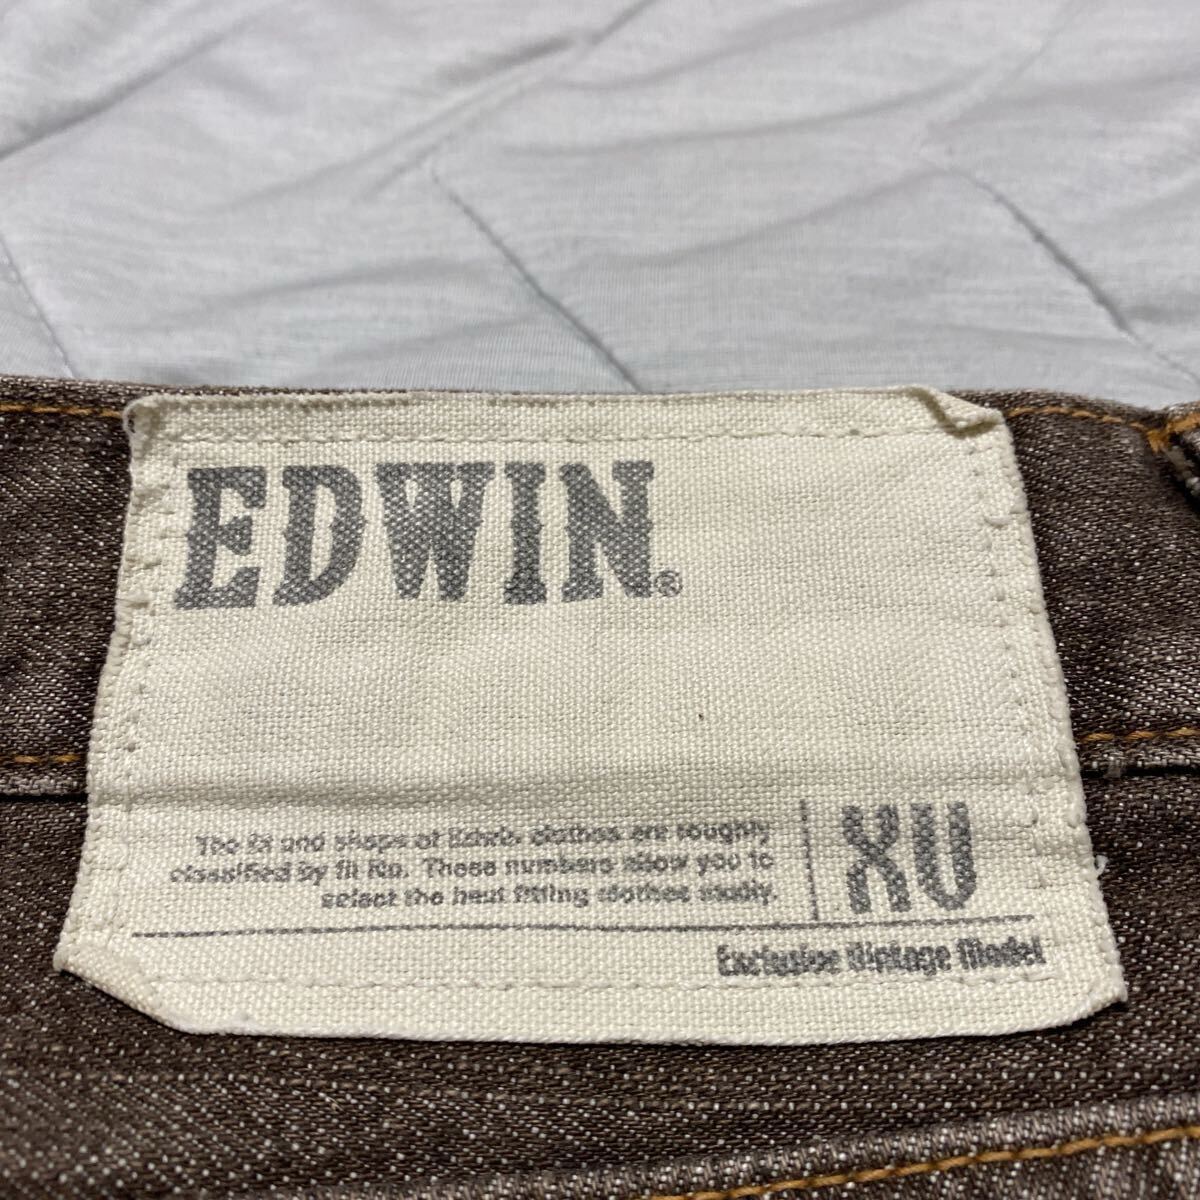 EDWIN®
The fit and shape of Edwin clothes are roughly
classified by fit No. These numbers allow you to
select the best fitting clothes easily.
XV
Exclusive Vintage Model